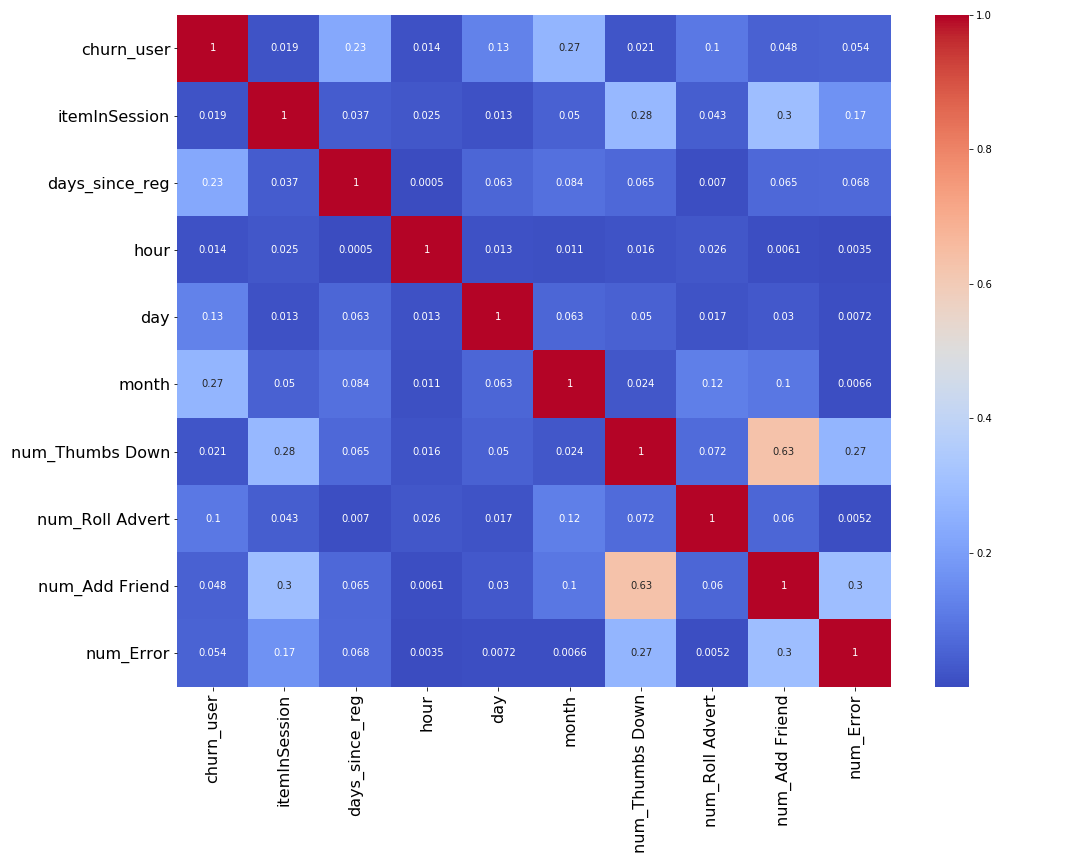 churn_user 1 0.019 0.23 0.014 0.13 0.27 0.021 0.1 0.048 0.054
itemInSession 0.019 1 0.037 0.025 0.013 0.05 0.28 0.043 0.3 0.17
days_since_reg 0.23 0.037 1 0.0005 0.063 0.084 0.065 0.007 0.065 0.068
hour 0.014 0.025 0.0005 1 0.013 0.011 0.016 0.026 0.0061 0.0035
day 0.13 0.013 0.063 0.013 1 0.063 0.05 0.017 0.03 0.0072
month 0.27 0.05 0.084 0.011 0.063 1 0.024 0.12 0.1 0.0066
num_Thumbs Down 0.021 0.28 0.065 0.016 0.05 0.024 1 0.072 0.63 0.27
num_Roll Advert 0.1 0.043 0.007 0.026 0.017 0.12 0.072 1 0.06 0.0052
num_Add Friend 0.048 0.3 0.065 0.0061 0.03 0.1 0.63 0.06 1 0.3
num_Error 0.054 0.17 0.068 0.0035 0.0072 0.0066 0.27 0.0052 0.3 1
churn_user
itemInSession
days_since_reg
hour
day
month
num_Thumbs Down
num_Roll Advert
num_Add Friend
num_Error
1.0
0.8
0.6
0.4
0.2